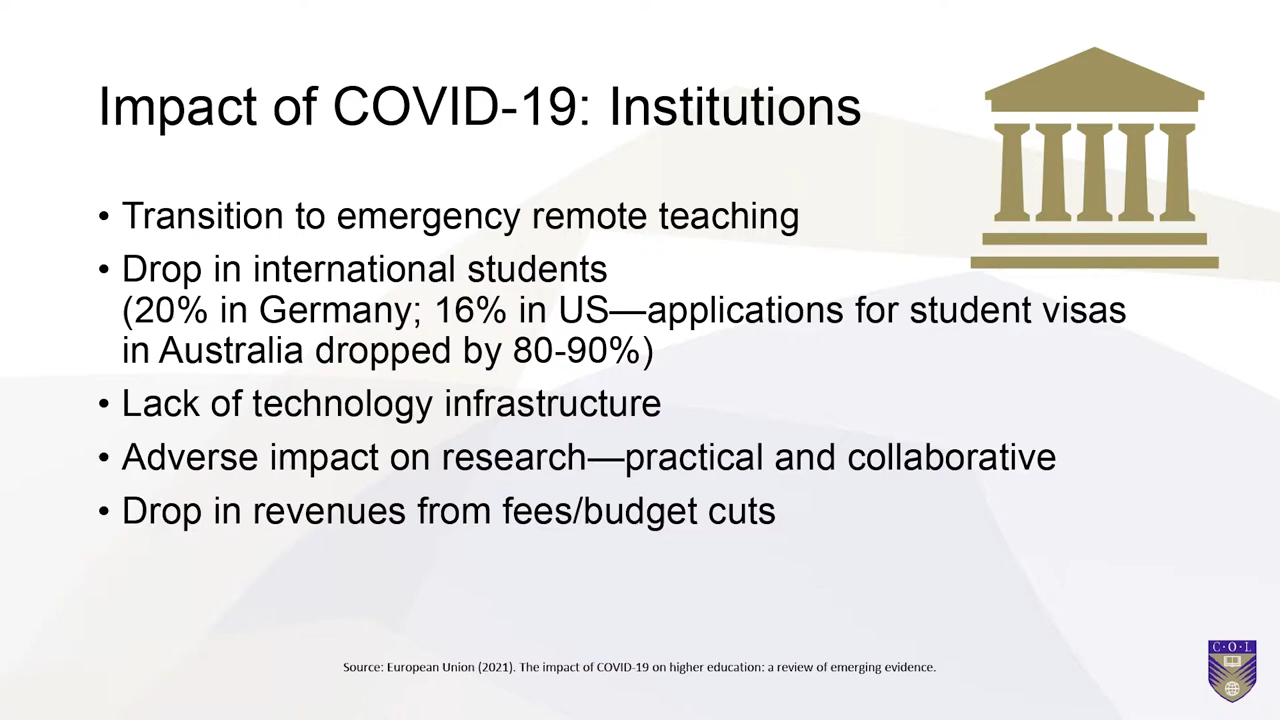 Impact of COVID-19: Institutions
• Transition to emergency remote teaching
• Drop in international students
(20% in Germany; 16% in US—applications for student visas
in Australia dropped by 80-90%)
• Lack of technology infrastructure
• Adverse impact on research—practical and collaborative
• Drop in revenues from fees/budget cuts
Source: European Union (2021). The impact of COVID-19 on higher education: a review of emerging evidence.
C·O·L